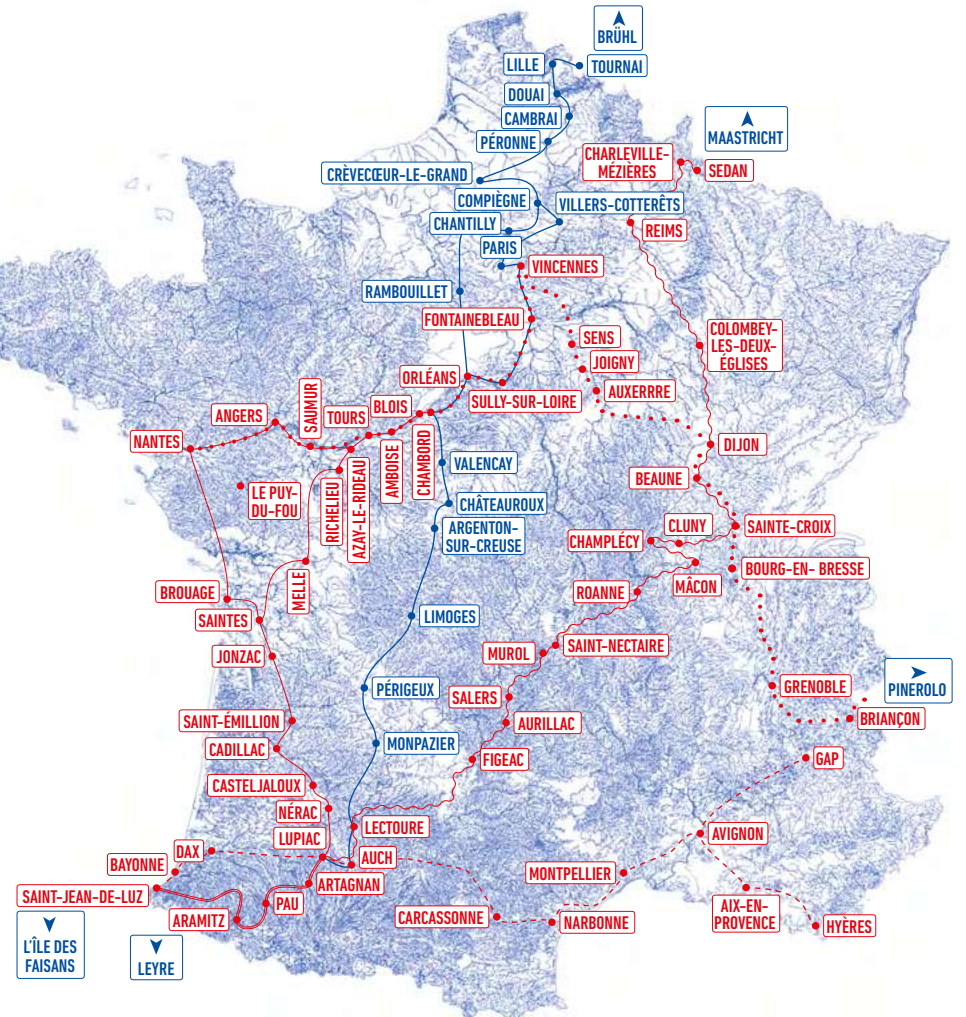 BRÜHL
LILLE
TOURNAI
DOUAI
CAMBRAI
PÉRONNE
MAASTRICHT
CHARLEVILLE-
MÉZIÈRES
SEDAN
CRÈVECŒUR-LE-GRAND
COMPIÈGNE
VILLERS-COTTERÊTS
CHANTILLY
REIMS
PARIS
VINCENNES
RAMBOUILLET
FONTAINEBLEAU
SENS
COLOMBEY-
LES-DEUX-
ÉGLISES
JOIGNY
ORLÉANS
AUXERRRE
SULLY-SUR-LOIRE
BLOIS
TOURS
SAUMUR
ANGERS
NANTES
DIJON
CHAMBORD
AMBOISE
AZAY-LE-RIDEAU
RICHELIEU
VALENCAY
BEAUNE
LE PUY-
DU-FOU
CHÂTEAUROUX
ARGENTON-
SUR-CREUSE
CLUNY
SAINTE-CROIX
CHAMPLÉCY
BOURG-EN- BRESSE
MELLE
MÂCON
BROUAGE
ROANNE
SAINTES
LIMOGES
SAINT-NECTAIRE
MUROL
JONZAC
PINEROLO
GRENOBLE
PÉRIGEUX
SALERS
BRIANÇON
SAINT-ÉMILLION
AURILLAC
MONPAZIER
CADILLAC
FIGEAC
GAP
CASTELJALOUX
NÉRAC
LECTOURE
AVIGNON
LUPIAC
DAX
AUCH
BAYONNE
MONTPELLIER
ARTAGNAN
SAINT-JEAN-DE-LUZ
PAU
AIX-EN-
PROVENCE
ARAMITZ
CARCASSONNE
NARBONNE
HYÈRES
L'ÎLE DES
FAISANS
LEYRE